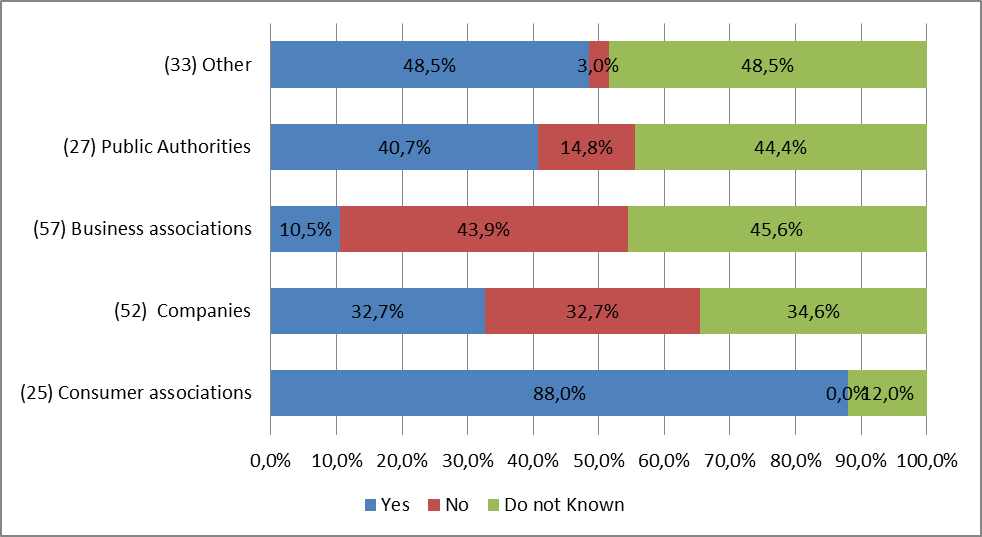 (33) Other
48,5% 3,0% 48,5%
(27) Public Authorities
40,7% 14,8% 44,4%
(57) Business associations
10,5% 43,9% 45,6%
(52)  Companies
32,7% 32,7% 34,6%
(25) Consumer associations
88,0% 0,0% 12,0%
0,0% 10,0% 20,0% 30,0% 40,0% 50,0% 60,0% 70,0% 80,0% 90,0% 100,0%
Yes No Do not Known